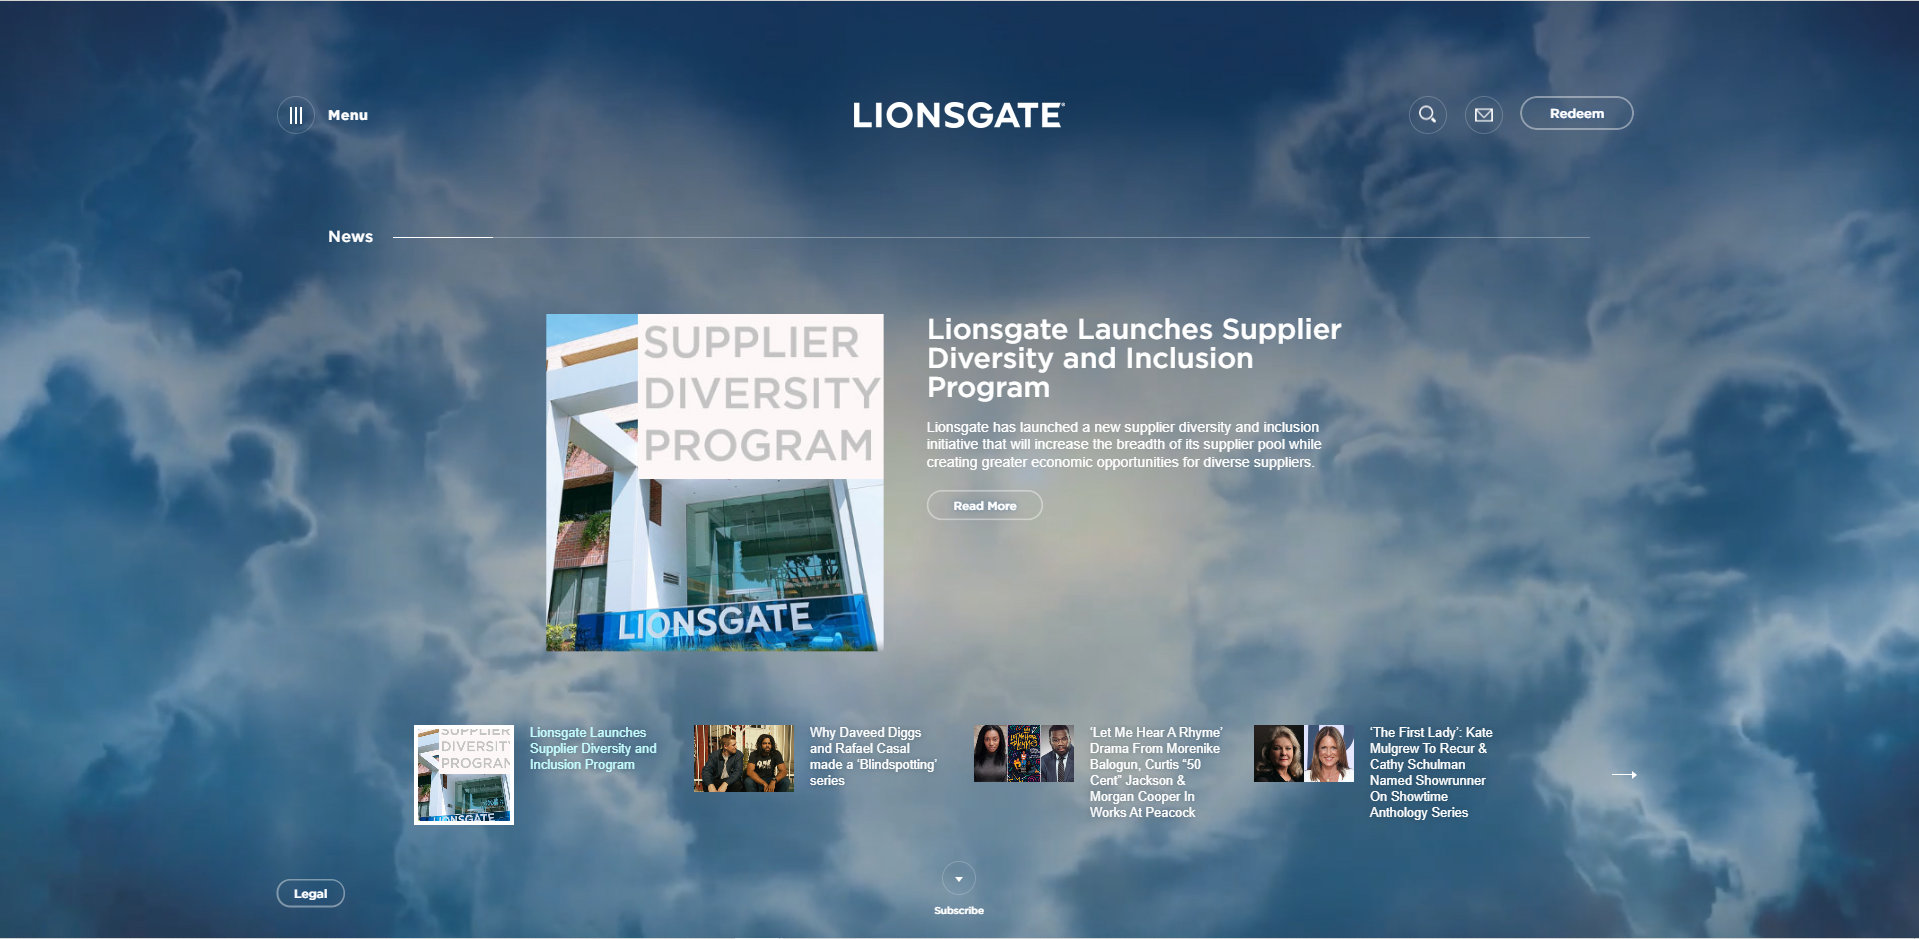 Menu
LIONSGATE
Redeem
News
SUPPLIER
DIVERSITY
PROGRAM
LIONSGATE
Lionsgate Launches Supplier
Diversity and Inclusion
Program
Lionsgate has launched a new supplier diversity and inclusion
initiative that will increase the breadth of its supplier pool while
creating greater economic opportunities for diverse suppliers.
Read More
SUPPLIER
DIVERSIT
PROGRAM
LIONSGATE
Lionsgate Launches
Supplier Diversity and
Inclusion Program
Why Daveed Diggs
and Rafael Casal
made a ‘Blindspotting’
series
‘Let Me Hear A Rhyme’
Drama From Morenike
Balogun, Curtis “50
Cent” Jackson &
Morgan Cooper In
Works At Peacock
‘The First Lady’: Kate
Mulgrew To Recur &
Cathy Schulman
Named Showrunner
On Showtime
Anthology Series
Legal
Subscribe